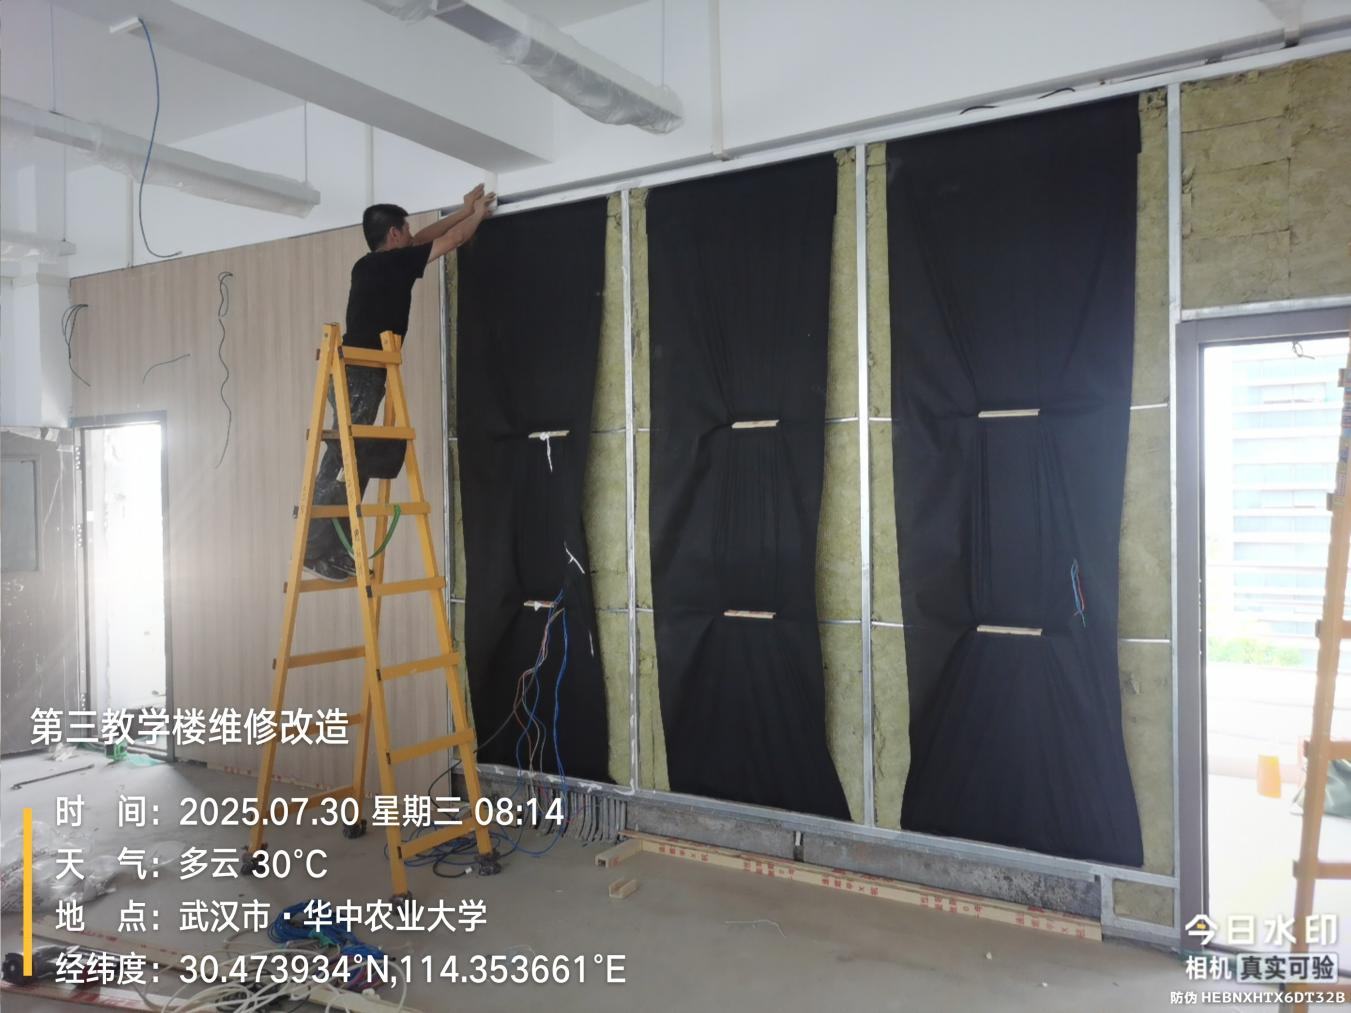 第三教学楼维修改造
时 间：2025.07.30 星期三 08:14
天 气：多云 30°C
地 点：武汉市·华中农业大学
经纬度：30.473934°N,114.353661°E
今日水印
相机 真实可验
防伪 HEBNXHTX6DT32B